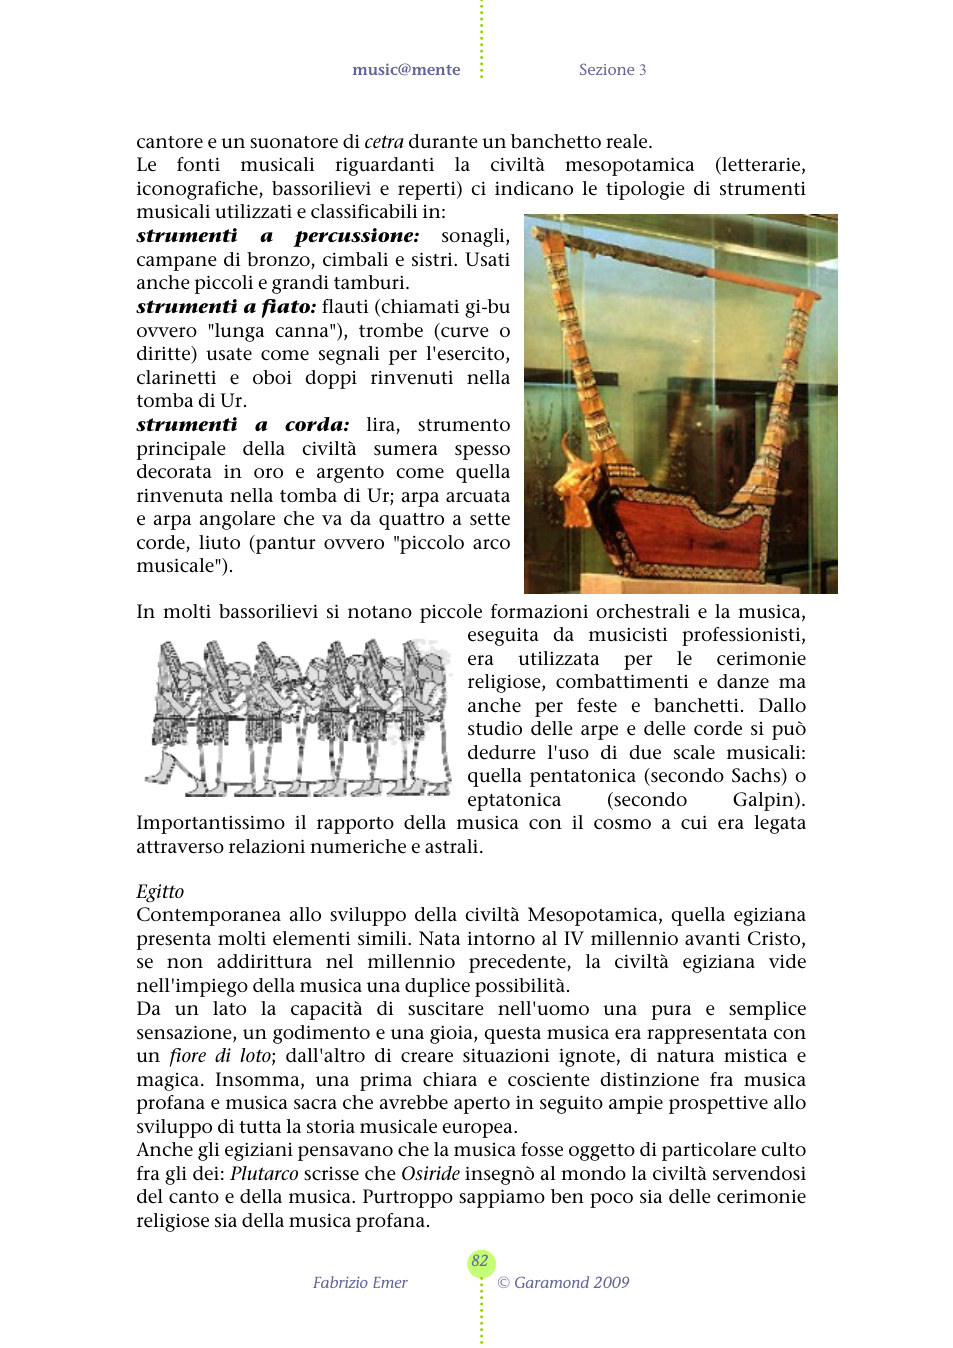 music@mente
Sezione 3
cantore e un suonatore di cetra durante un banchetto reale.
Le fonti musicali riguardanti la civiltà mesopotamica (letterarie,
iconografiche, bassorilievi e reperti) ci indicano le tipologie di strumenti
musicali utilizzati e classificabili in:
strumenti a percussione: sonagli,
campane di bronzo, cimbali e sistri. Usati
anche piccoli e grandi tamburi.
strumenti a fiato: flauti (chiamati gi-bu
ovvero "lunga canna"), trombe (curve o
diritte) usate come segnali per l'esercito,
clarinetti e oboi doppi rinvenuti nella
tomba di Ur.
strumenti a corda: lira, strumento
principale della civiltà sumera spesso
decorata in oro e argento come quella
rinvenuta nella tomba di Ur; arpa arcuata
e arpa angolare che va da quattro a sette
corde, liuto (pantur ovvero "piccolo arco
musicale").
In molti bassorilievi si notano piccole formazioni orchestrali e la musica,
eseguita da musicisti professionisti,
era utilizzata per le cerimonie
religiose, combattimenti e danze ma
anche per feste e banchetti. Dallo
studio delle arpe e delle corde si può
dedurre l'uso di due scale musicali:
quella pentatonica (secondo Sachs) o
eptatonica (secondo Galpin).
Importantissimo il rapporto della musica con il cosmo a cui era legata
attraverso relazioni numeriche e astrali.
Egitto
Contemporanea allo sviluppo della civiltà Mesopotamica, quella egiziana
presenta molti elementi simili. Nata intorno al IV millennio avanti Cristo,
se non addirittura nel millennio precedente, la civiltà egiziana vide
nell'impiego della musica una duplice possibilità.
Da un lato la capacità di suscitare nell'uomo una pura e semplice
sensazione, un godimento e una gioia, questa musica era rappresentata con
un fiore di loto; dall'altro di creare situazioni ignote, di natura mistica e
magica. Insomma, una prima chiara e cosciente distinzione fra musica
profana e musica sacra che avrebbe aperto in seguito ampie prospettive allo
sviluppo di tutta la storia musicale europea.
Anche gli egiziani pensavano che la musica fosse oggetto di particolare culto
fra gli dei: Plutarco scrisse che Osiride insegnò al mondo la civiltà servendosi
del canto e della musica. Purtroppo sappiamo ben poco sia delle cerimonie
religiose sia della musica profana.
82
Fabrizio Emer
© Garamond 2009